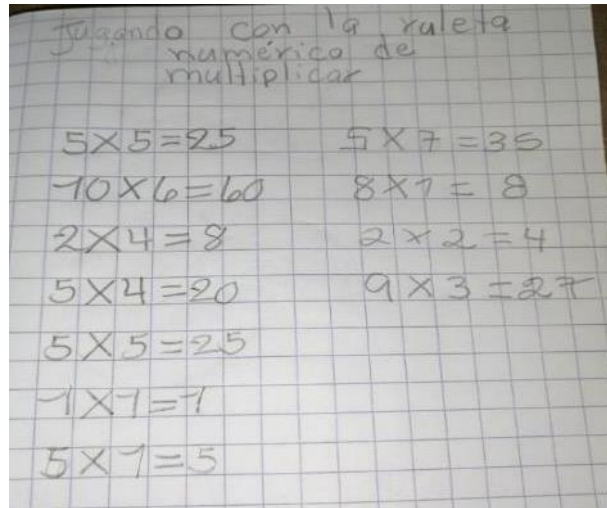 Jugando con la ruleta
numérica de
multiplicar
5x5=25
10x6=60
2x4=8
5x4=20
5x5=25
1x1=1
5x1=5
5x7=35
8x1=8
2x2=4
9x3=27